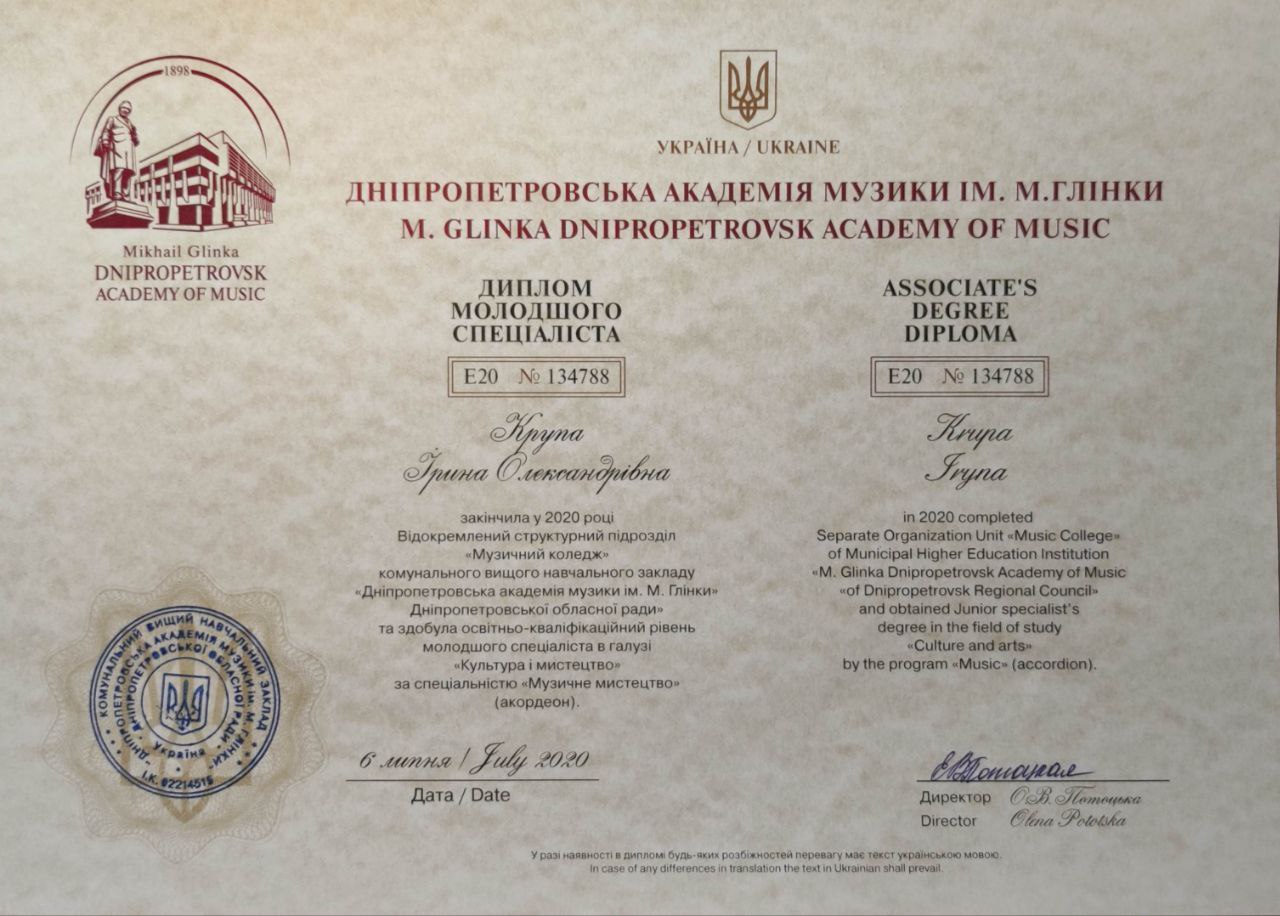 1898
Mikhail Glinka
DNIPROPETROVSK
ACADEMY OF MUSIC
УКРАЇНА / UKRAINE
ДНІПРОПЕТРОВСЬКА АКАДЕМІЯ МУЗИКИ ІМ. М.ГЛІНКИ
M. GLINKA DNIPROPETROVSK ACADEMY OF MUSIC
ДИПЛОМ
МОЛОДШОГО
СПЕЦІАЛІСТА
E20 № 134788
Крупа
Ірина Олександрівна
закінчила у 2020 році
Відокремлений структурний підрозділ
«Музичний коледж»
комунального вищого навчального закладу
«Дніпропетровська академія музики ім. М. Глінки»
Дніпропетровської обласної ради»
та здобула освітньо-кваліфікаційний рівень
молодшого спеціаліста в галузі
«Культура і мистецтво»
за спеціальністю «Музичне мистецтво»
(акордеон).
ASSOCIATE'S
DEGREE
DIPLOMA
E20 № 134788
Krupa
Iryna
in 2020 completed
Separate Organization Unit «Music College»
of Municipal Higher Education Institution
«M. Glinka Dnipropetrovsk Academy of Music
«of Dnipropetrovsk Regional Council»
and obtained Junior specialist's
degree in the field of study
«Culture and arts»
by the program «Music» (accordion).
КОМУНАЛЬНИЙ ВИЩИЙ НАВЧАЛЬНИЙ ЗАКЛАД
«ДНІПРОПЕТРОВСЬКА АКАДЕМІЯ МУЗИКИ ім. М. ГЛІНКИ»
ДНІПРОПЕТРОВСЬКОЇ ОБЛАСНОЇ РАДИ
Україна
І.К. 02214515
6 липня / July 2020
Дата / Date
Директор О.В. Потоцька
Director Olena Pototska
У разі наявності в дипломі будь-яких розбіжностей перевагу має текст українською мовою.
In case of any differences in translation the text in Ukrainian shall prevail.